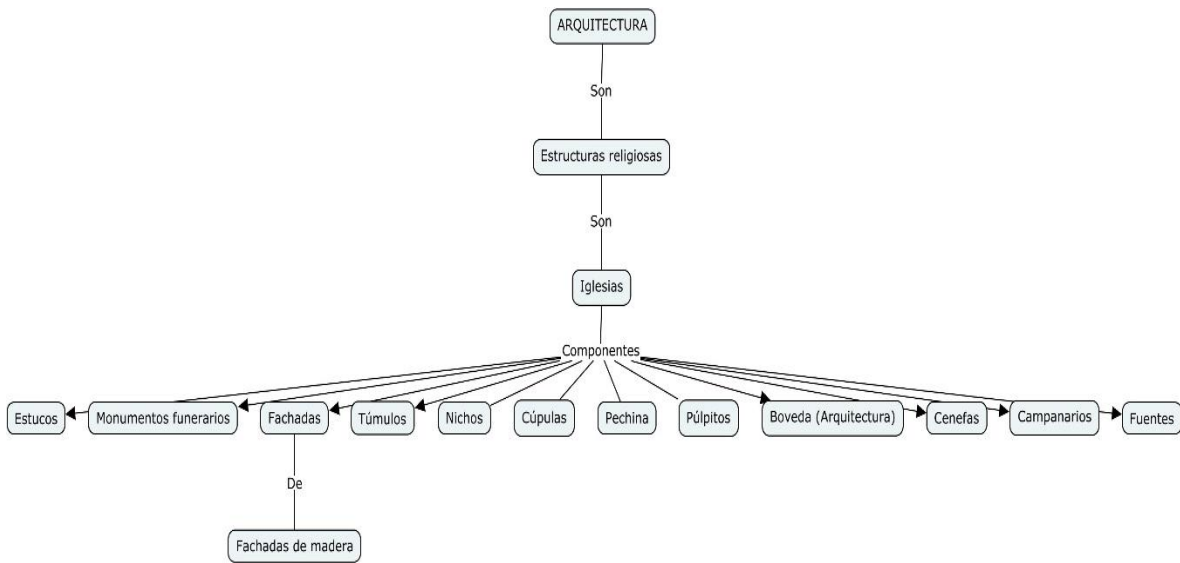 ARQUITECTURA
Son
Estructuras religiosas
Son
Iglesias
Componentes
Estucos
Monumentos funerarios
Fachadas
Túmulos
Nichos
Cúpulas
Pechina
Púlpitos
Boveda (Arquitectura)
Cenefas
Campanarios
Fuentes
De
Fachadas de madera